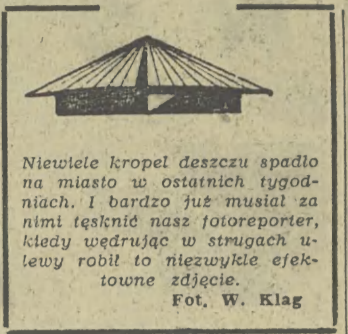 Niewiele kropel deszczu spadło
na miasto w ostatnich tygod-
niach. I bardzo już musiał za
nimi tęsknić nasz fotoreporter,
kiedy wędrując w strugach u-
lewy robił to niezwykle efek-
towne zdjęcie.
Fot. W. Klag